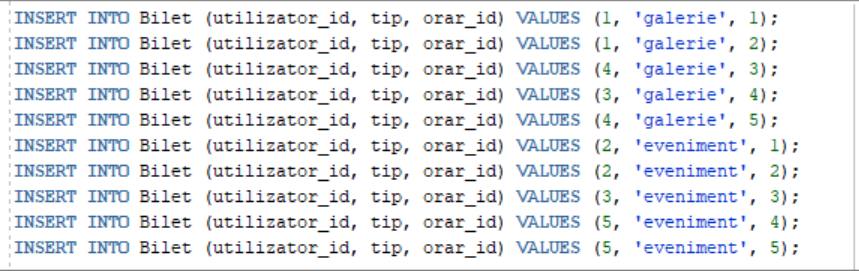 INSERT INTO Bilet (utilizator_id, tip, orar_id) VALUES (1, 'galerie', 1);
INSERT INTO Bilet (utilizator_id, tip, orar_id) VALUES (1, 'galerie', 2);
INSERT INTO Bilet (utilizator_id, tip, orar_id) VALUES (4, 'galerie', 3);
INSERT INTO Bilet (utilizator_id, tip, orar_id) VALUES (3, 'galerie', 4);
INSERT INTO Bilet (utilizator_id, tip, orar_id) VALUES (4, 'galerie', 5);
INSERT INTO Bilet (utilizator_id, tip, orar_id) VALUES (2, 'eveniment', 1);
INSERT INTO Bilet (utilizator_id, tip, orar_id) VALUES (2, 'eveniment', 2);
INSERT INTO Bilet (utilizator_id, tip, orar_id) VALUES (3, 'eveniment', 3);
INSERT INTO Bilet (utilizator_id, tip, orar_id) VALUES (5, 'eveniment', 4);
INSERT INTO Bilet (utilizator_id, tip, orar_id) VALUES (5, 'eveniment', 5);